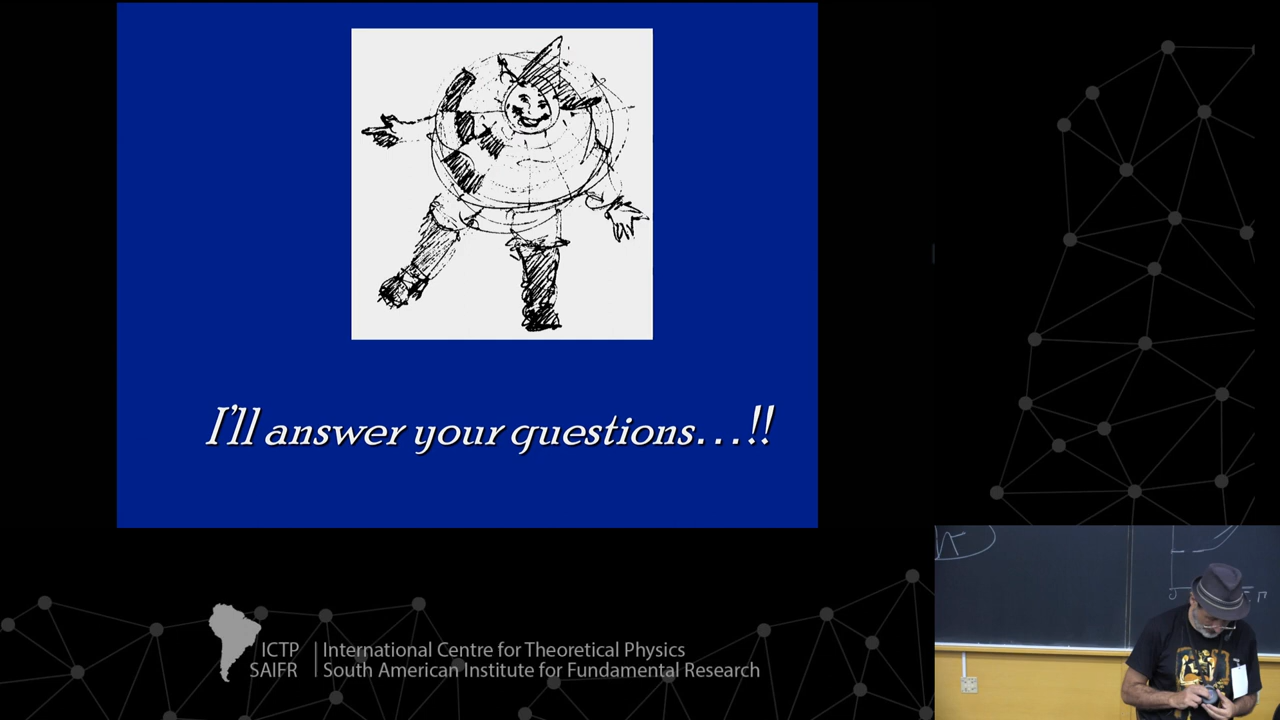 I'll answer your questions...!!
ICTP
SAIFR
International Centre for Theoretical Physics
South American Institute for Fundamental Research